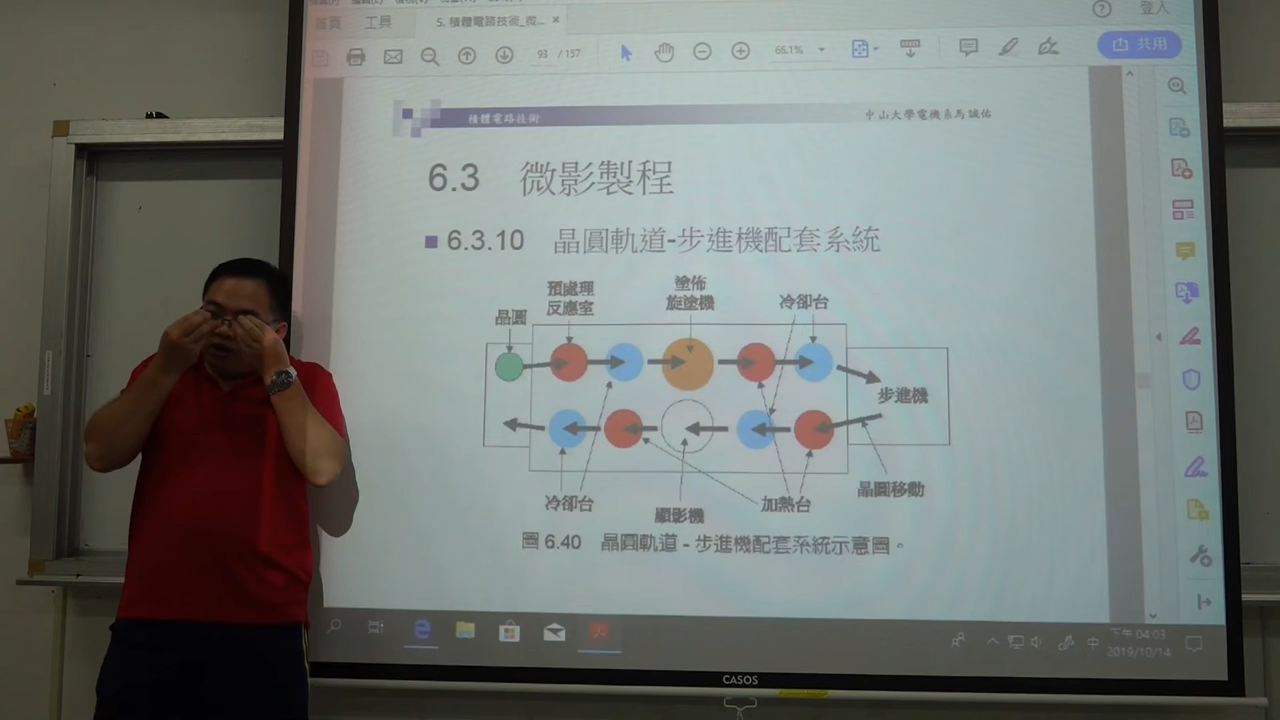 首頁 工具 5. 積體電路技術_微... ×
登入
93 / 157
66.1%
共用
積體電路技術
中山大學電機系馬誠佑
6.3 微影製程
6.3.10 晶圓軌道-步進機配套系統
晶圓
預處理
反應室
塗佈
旋塗機
冷卻台
步進機
冷卻台
顯影機
加熱台
晶圓移動
圖 6.40 晶圓軌道 - 步進機配套系統示意圖。
中
下午 04:03
2019/10/14
CASOS